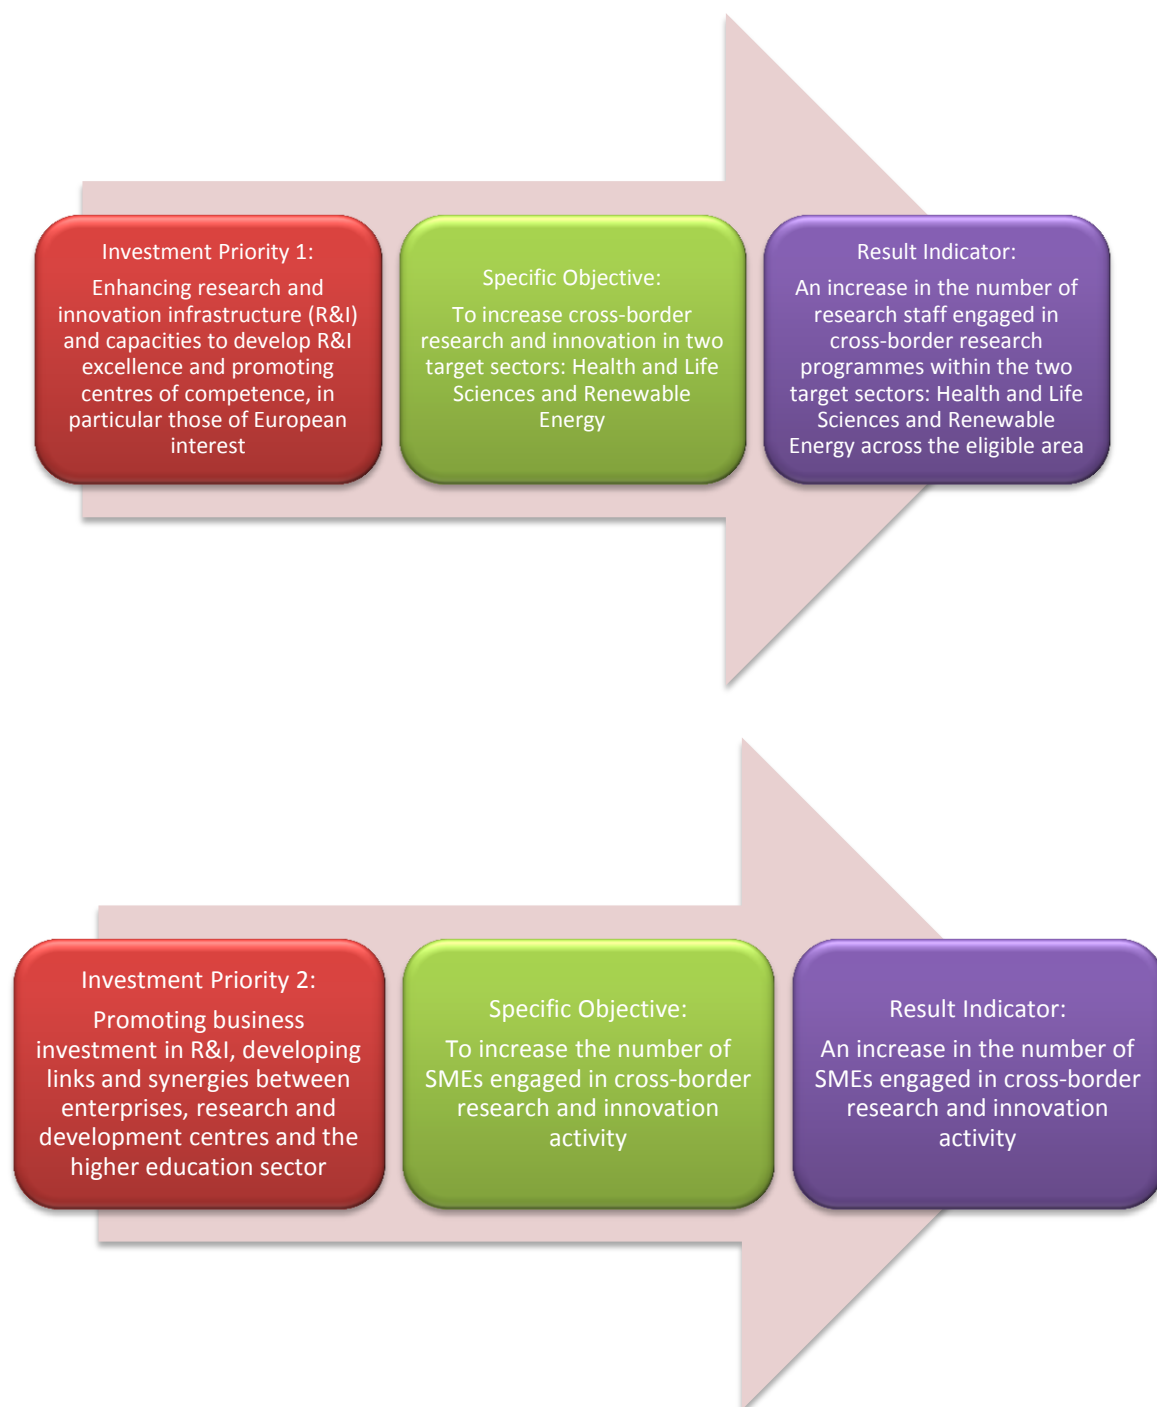 Investment Priority 1:
Enhancing research and
innovation infrastructure (R&I)
and capacities to develop R&I
excellence and promoting
centres of competence, in
particular those of European
interest
Specific Objective:
To increase cross-border
research and innovation in two
target sectors: Health and Life
Sciences and Renewable
Energy
Result Indicator:
An increase in the number of
research staff engaged in
cross-border research
programmes within the two
target sectors: Health and Life
Sciences and Renewable
Energy across the eligible area
Investment Priority 2:
Promoting business
investment in R&I, developing
links and synergies between
enterprises, research and
development centres and the
higher education sector
Specific Objective:
To increase the number of
SMEs engaged in cross-border
research and innovation
activity
Result Indicator:
An increase in the number of
SMEs engaged in cross-border
research and innovation
activity